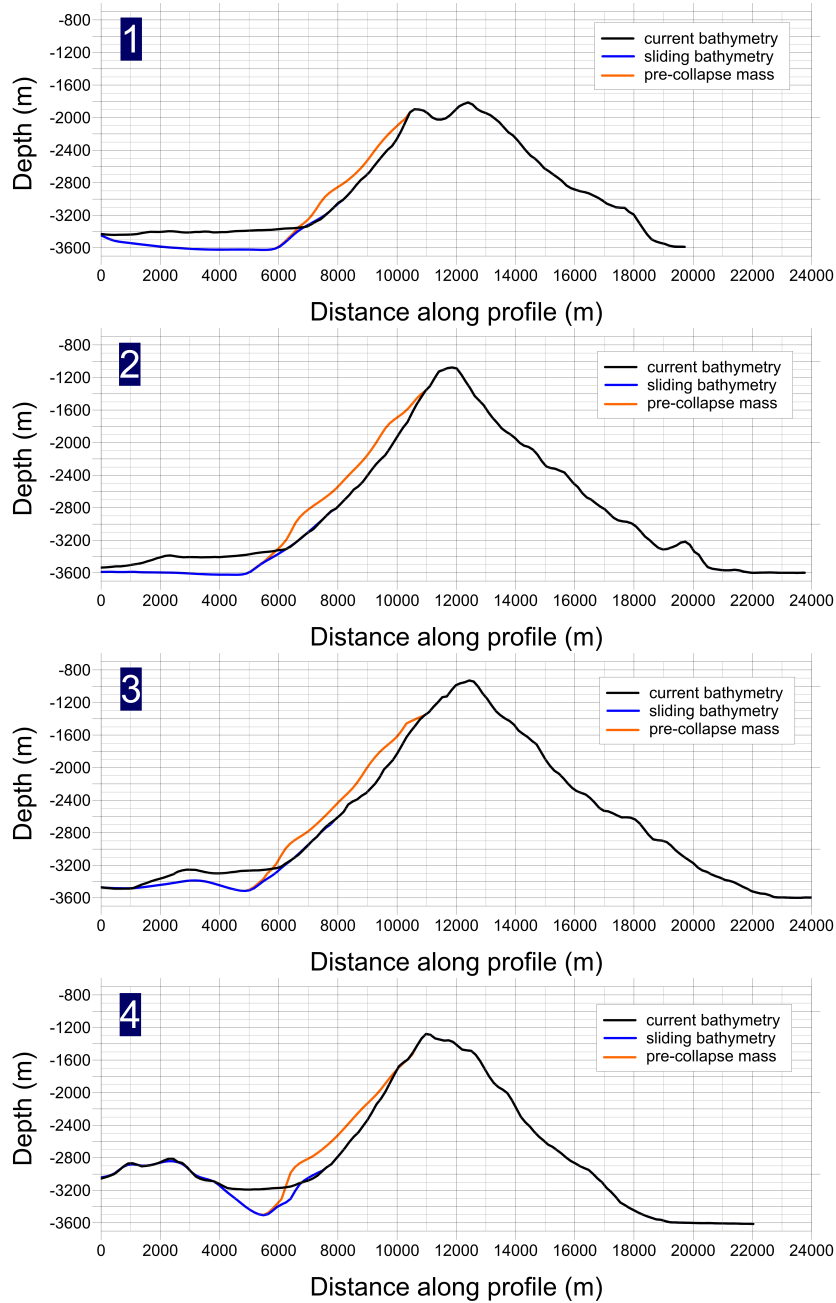 1
current bathymetry
sliding bathymetry
pre-collapse mass
Depth (m)
-800
-1200
-1600
-2000
-2400
-2800
-3200
-3600
0 2000 4000 6000 8000 10000 12000 14000 16000 18000 20000 22000 24000
Distance along profile (m)
2
current bathymetry
sliding bathymetry
pre-collapse mass
Depth (m)
-800
-1200
-1600
-2000
-2400
-2800
-3200
-3600
0 2000 4000 6000 8000 10000 12000 14000 16000 18000 20000 22000 24000
Distance along profile (m)
3
current bathymetry
sliding bathymetry
pre-collapse mass
Depth (m)
-800
-1200
-1600
-2000
-2400
-2800
-3200
-3600
0 2000 4000 6000 8000 10000 12000 14000 16000 18000 20000 22000 24000
Distance along profile (m)
4
current bathymetry
sliding bathymetry
pre-collapse mass
Depth (m)
-800
-1200
-1600
-2000
-2400
-2800
-3200
-3600
0 2000 4000 6000 8000 10000 12000 14000 16000 18000 20000 22000 24000
Distance along profile (m)